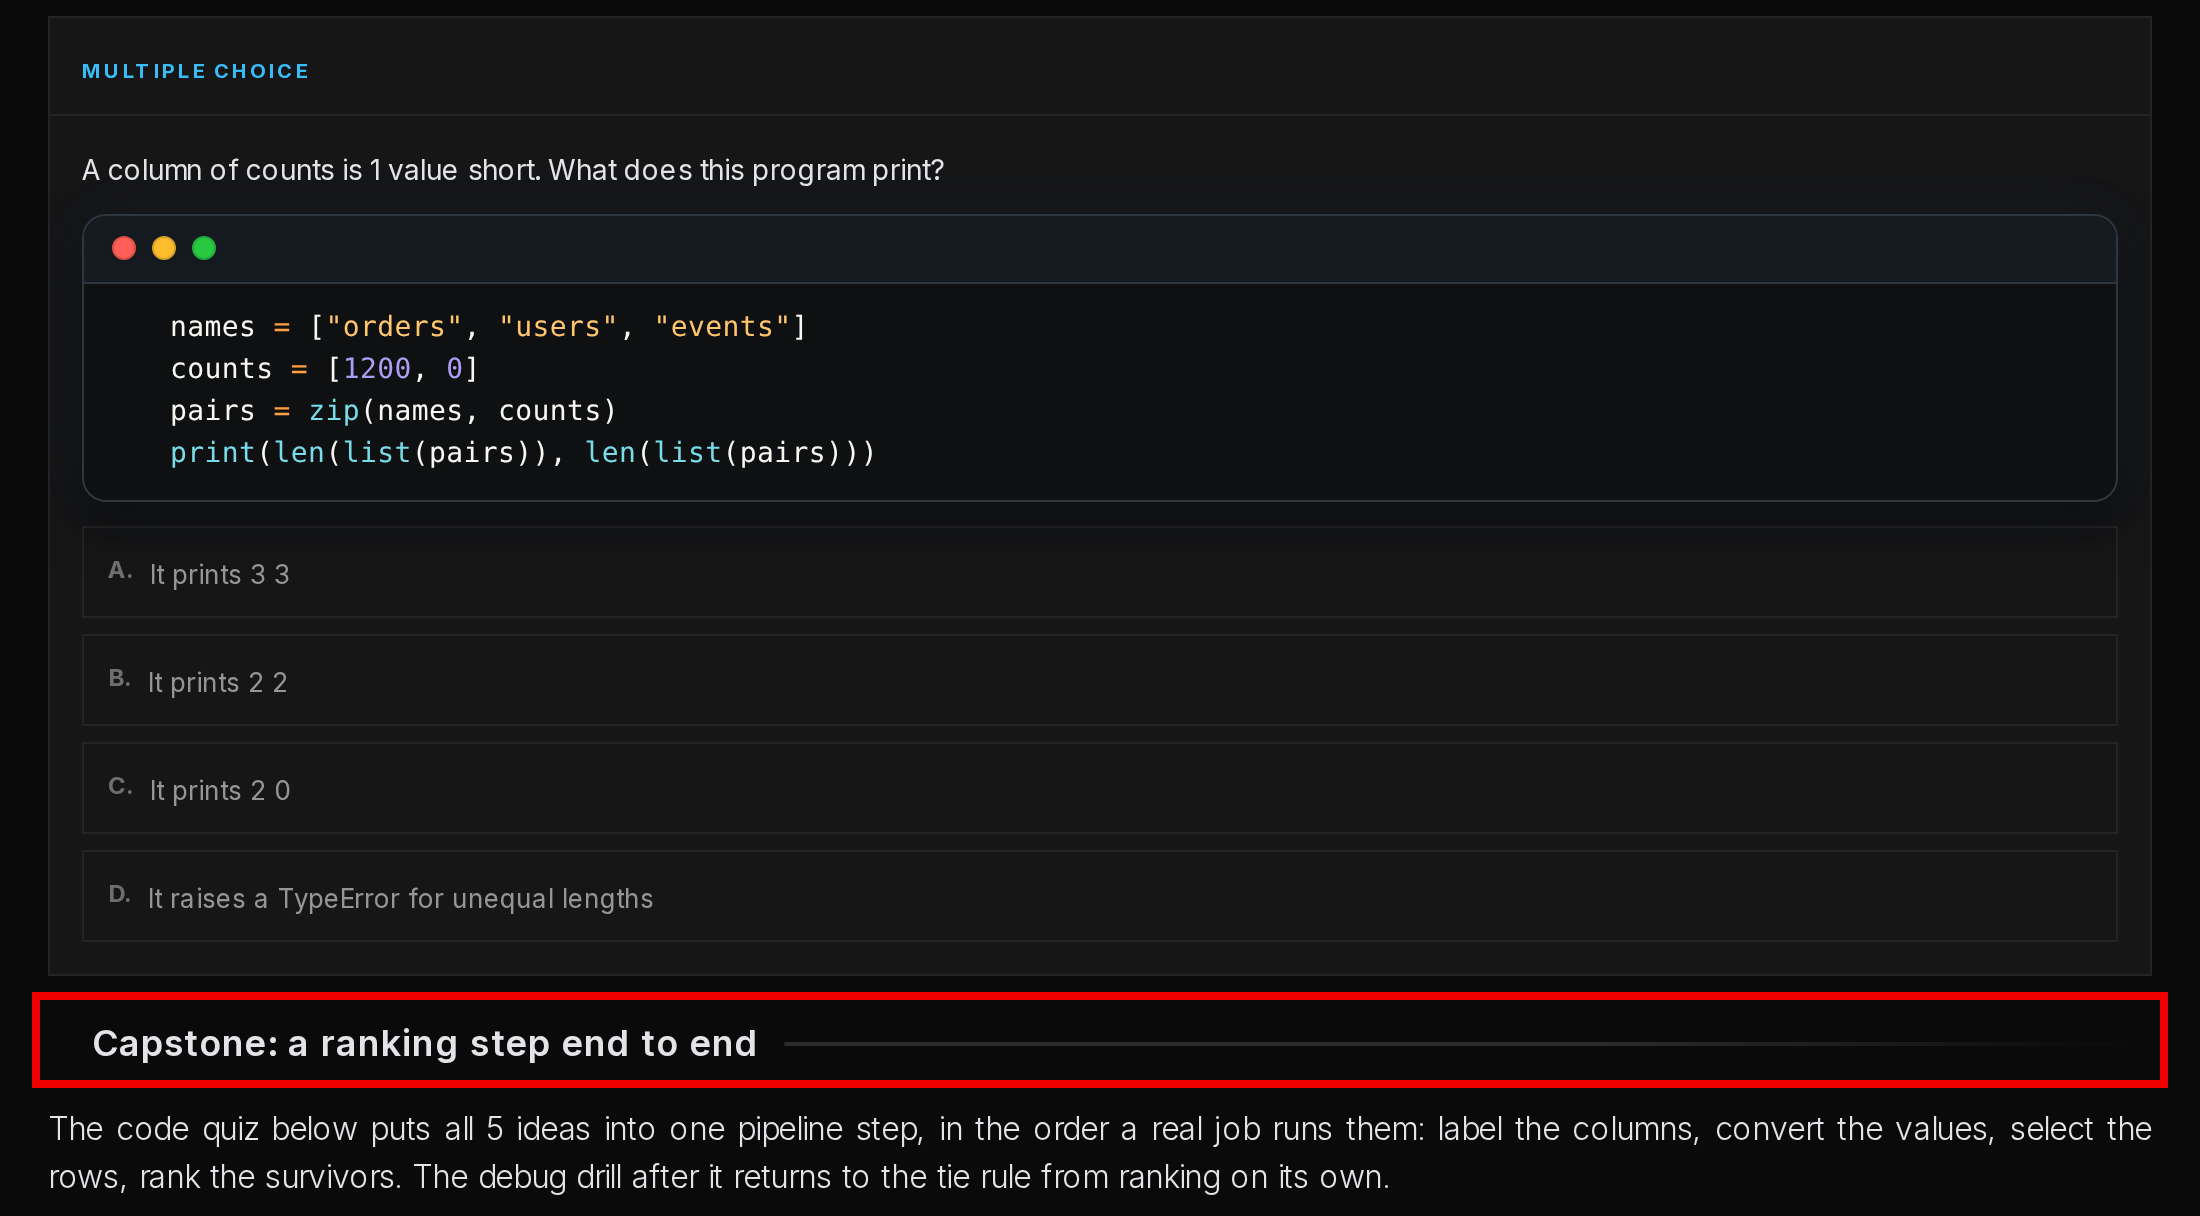 MULTIPLE CHOICE
A column of counts is 1 value short. What does this program print?
names = ["orders", "users", "events"]
counts = [1200, 0]
pairs = zip(names, counts)
print(len(list(pairs)), len(list(pairs)))
A. It prints 3 3
B. It prints 2 2
C. It prints 2 0
D. It raises a TypeError for unequal lengths
Capstone: a ranking step end to end
The code quiz below puts all 5 ideas into one pipeline step, in the order a real job runs them: label the columns, convert the values, select the
rows, rank the survivors. The debug drill after it returns to the tie rule from ranking on its own.